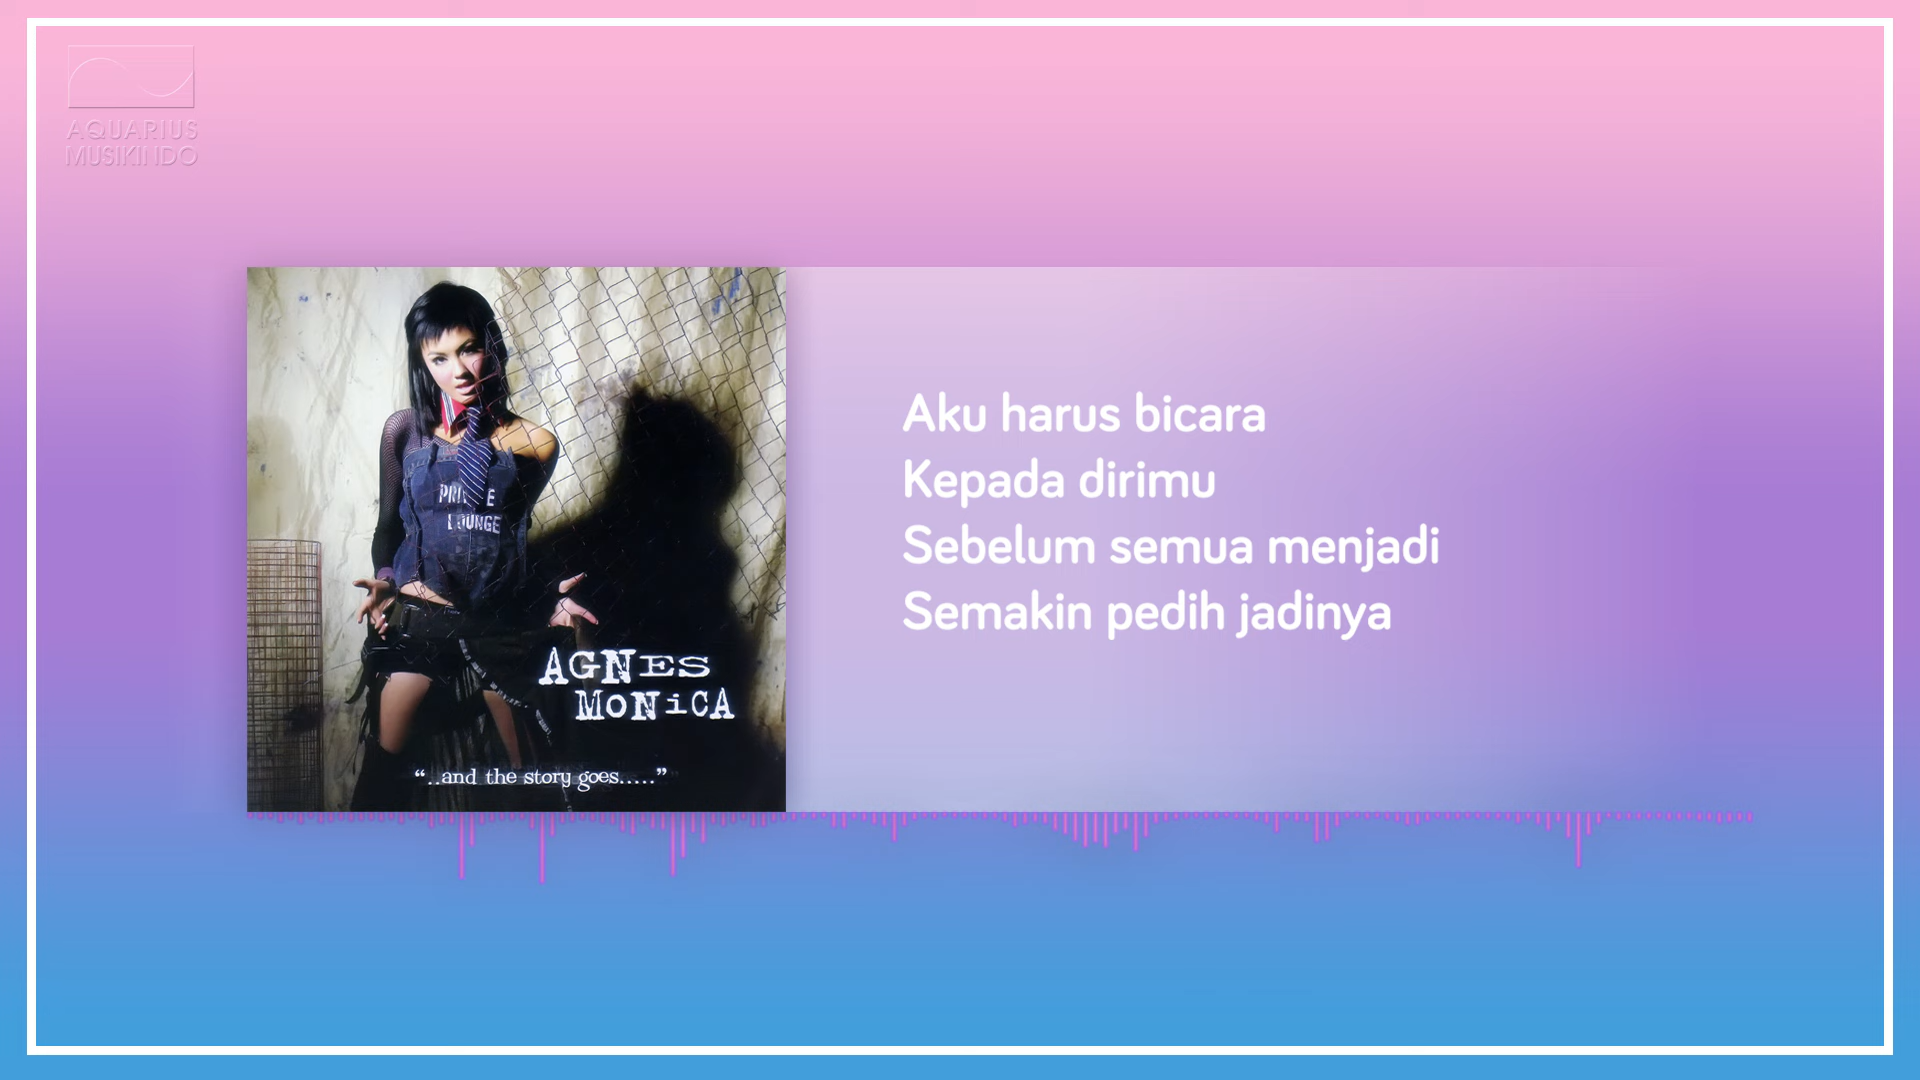 AQUARIUS
MUSIKINDO
Aku harus bicara
Kepada dirimu
Sebelum semua menjadi
Semakin pedih jadinya
LOUNGE
AGNES
MONiCA
“..and the story goes.....”